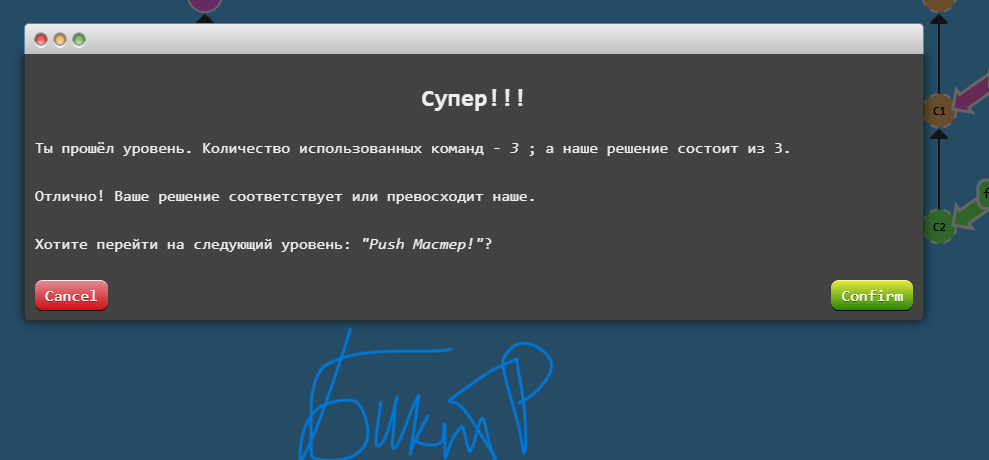 Супер!!!
C1
Ты прошёл уровень. Количество использованных команд - 3 ; а наше решение состоит из 3.
Отлично! Ваше решение соответствует или превосходит наше.
f
C2
Хотите перейти на следующий уровень: "Push Мастер!"?
Cancel
Confirm